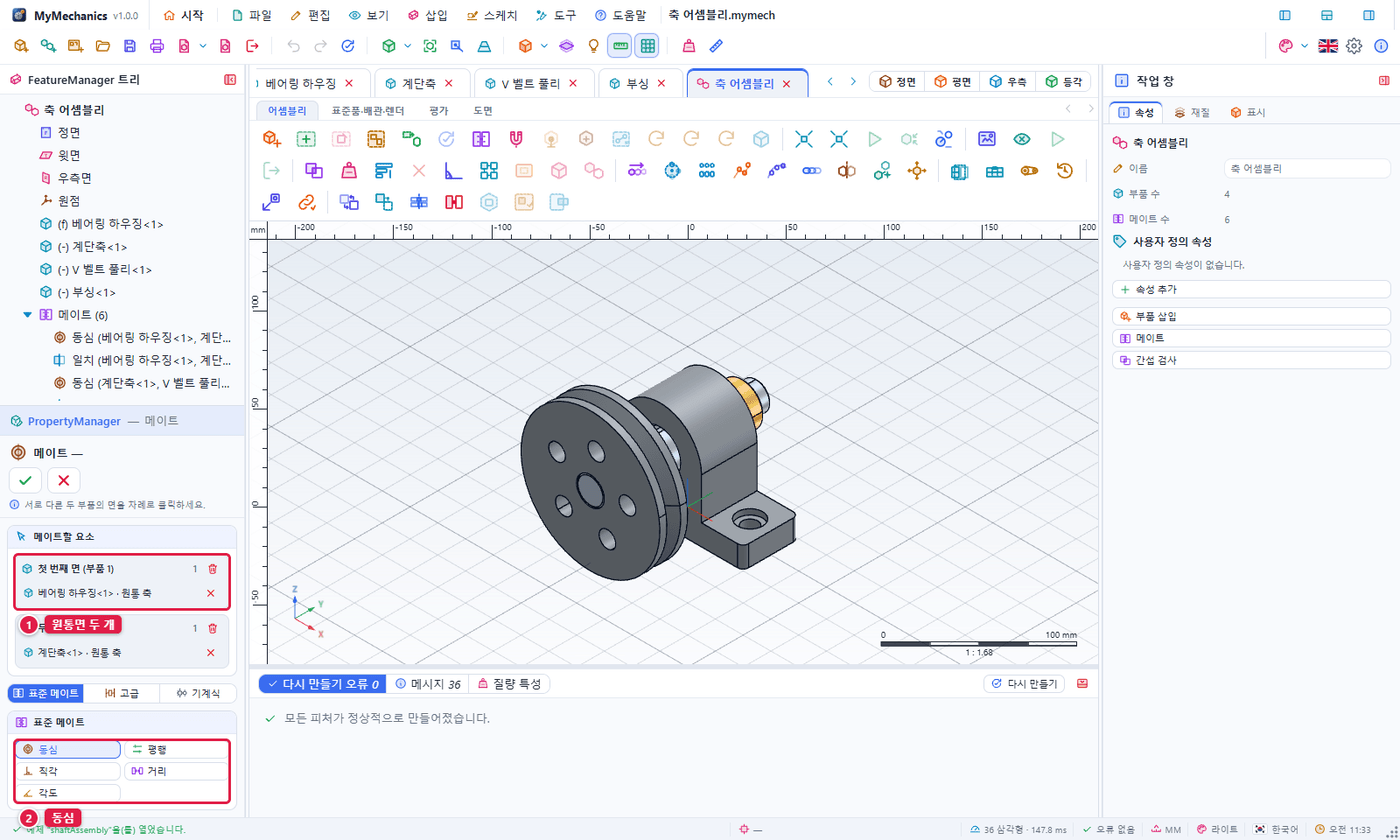 MyMechanics v1.0.0 시작 파일 편집 보기 삽입 스케치 도구 도움말 축 어셈블리.mymech
FeatureManager 트리
베어링 하우징 계단축 V 벨트 풀리 부싱 축 어셈블리
정면 평면 우측 등각
작업 창
어셈블리 표준품·배관·렌더 평가 도면
속성 재질 표시
축 어셈블리
정면
윗면
우측면
원점
(f) 베어링 하우징<1>
(-) 계단축<1>
(-) V 벨트 풀리<1>
(-) 부싱<1>
메이트 (6)
동심 (베어링 하우징<1>, 계단...
일치 (베어링 하우징<1>, 계단...
동심 (계단축<1>, V 벨트 풀리...
PropertyManager — 메이트
메이트 —
서로 다른 두 부품의 면을 차례로 클릭하세요.
메이트할 요소
첫 번째 면 (부품 1) 1
베어링 하우징<1> · 원통 축
1 원통면 두 개
1
계단축<1> · 원통 축
표준 메이트 고급 기계식
표준 메이트
동심 평행
직각 거리
각도
2 동심
mm -200 -150 -100 -50 0 50 100 150 200
100
50
0
-50
Z
Y
X
0 100 mm
1 : 1.68
다시 만들기 오류 0 메시지 36 질량 특성 다시 만들기
모든 피처가 정상적으로 만들어졌습니다.
축 어셈블리
이름 축 어셈블리
부품 수 4
메이트 수 6
사용자 정의 속성
사용자 정의 속성이 없습니다.
속성 추가
부품 삽입
메이트
간섭 검사
예제 "shaftAssembly"을(를) 열었습니다.
— 36 삼각형 · 147.8 ms 오류 없음 MM 라이트 한국어 오전 11:33